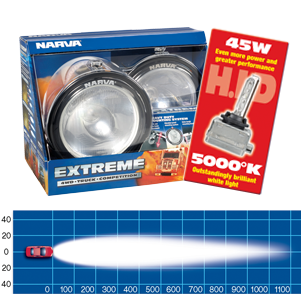 NARVA
NARVA
EXTREME
4WD • TRUCK • COMPETITION
45W
Even more power and
greater performance
H.I.D
5000°K
Outstandingly brilliant
white light
40
20
0
20
40
0 100 200 300 400 500 600 700 800 900 1000 1100